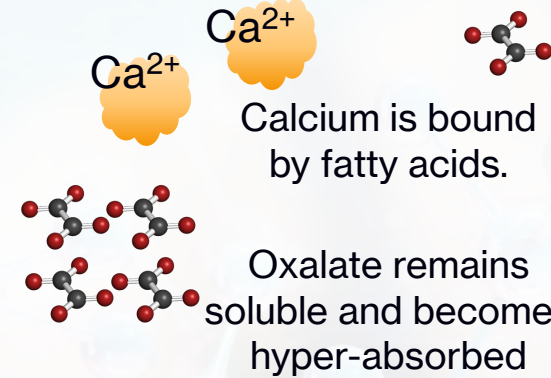 Ca²⁺
Ca²⁺
Calcium is bound
by fatty acids.
Oxalate remains
soluble and become
hyper-absorbed